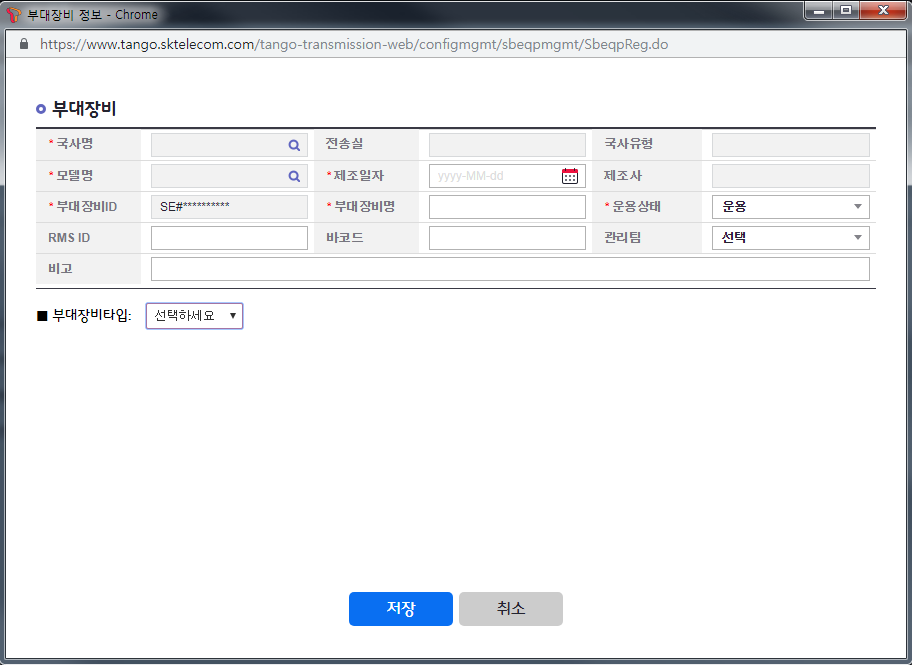 부대장비 정보 - Chrome
https://www.tango.sktelecom.com/tango-transmission-web/configmgmt/sbeqpmgmt/SbeqpReg.do
부대장비
* 국사명 전송실 국사유형
* 모델명 * 제조일자 yyyy-MM-dd 제조사
* 부대장비ID SE#********** * 부대장비명 * 운용상태 운용
RMS ID 바코드 관리팀 선택
비고
■ 부대장비타입: 선택하세요
저장 취소